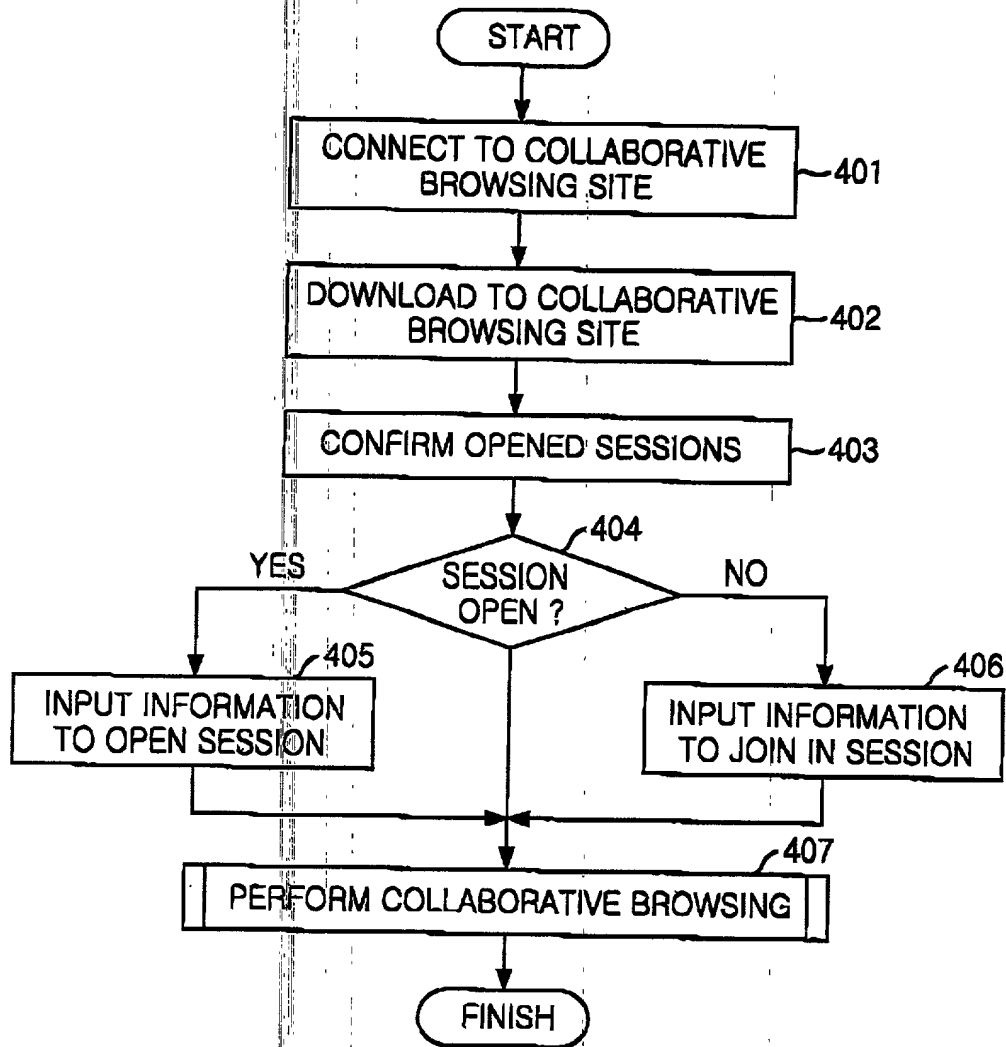 START
CONNECT TO COLLABORATIVE
BROWSING SITE
401
DOWNLOAD TO COLLABORATIVE
BROWSING SITE
402
CONFIRM OPENED SESSIONS
403
404
YES
SESSION
OPEN ?
NO
405
INPUT INFORMATION
TO OPEN SESSION
406
INPUT INFORMATION
TO JOIN IN SESSION
407
PERFORM COLLABORATIVE BROWSING
FINISH